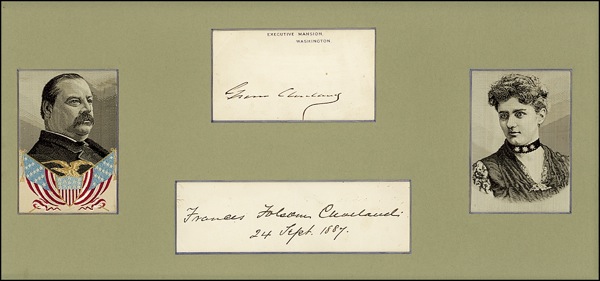 EXECUTIVE MANSION,
WASHINGTON.
Grover Cleveland
Frances Folsom Cleveland.
24 Sept. 1887.